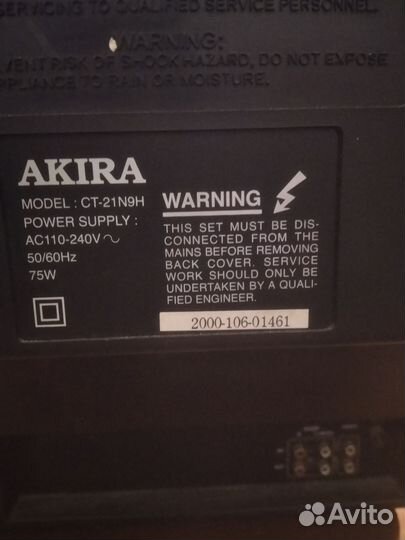 SERVICING TO QUALIFIED SERVICE PERSONNEL.
WARNING:
RISK OF SHOCK HAZARD, DO NOT EXPOSE
APPLIANCE TO RAIN OR MOISTURE.
AKIRA
MODEL : CT-21N9H
POWER SUPPLY :
AC110-240V ~
50/60Hz
75W
WARNING
THIS SET MUST BE DIS-
CONNECTED FROM THE
MAINS BEFORE REMOVING
BACK COVER. SERVICE
WORK SHOULD ONLY BE
UNDERTAKEN BY A QUALI-
FIED ENGINEER.
2000-106-01461
Avito